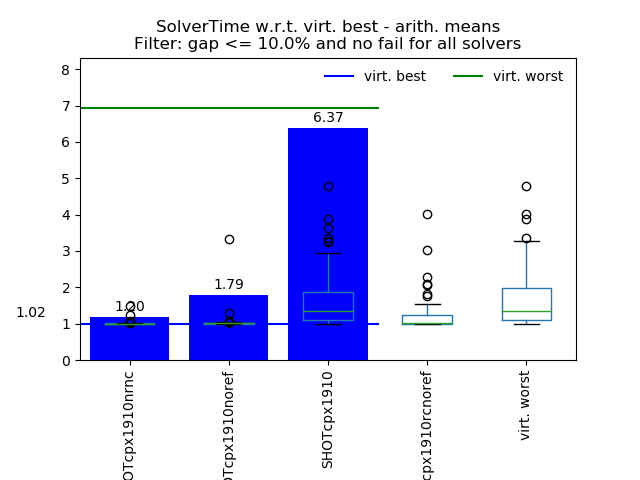 SolverTime w.r.t. virt. best - arith. means
Filter: gap <= 10.0% and no fail for all solvers
virt. best
virt. worst
8
7
6
5
4
3
2
1
0
6.37
1.79
1.20
1.02
OTcpx1910nrnc
OTcpx1910noref
SHOTcpx1910
cpx1910rcnoref
virt. worst